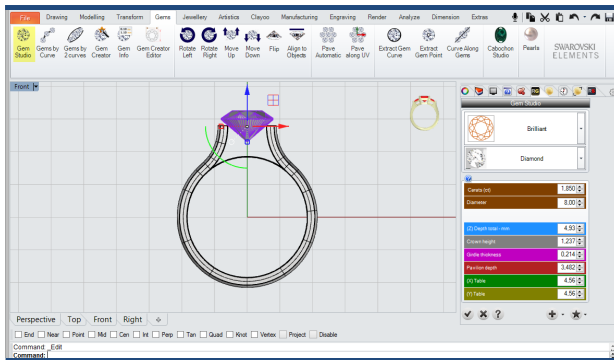 File Drawing Modelling Transform Gems Jewellery Artistica Clayoo Manufacturing Engraving Render Analyze Dimension Extras
Gem Studio
Gems by Curve
Gems by 2 curves
Gem Creator
Gem Info
Gem Creator Editor
Rotate Left
Rotate Right
Move Up
Move Down
Flip
Align to Objects
Pave Automatic
Pave along UV
Extract Gem Curve
Extract Gem Point
Curve Along Gems
Cabochon Studio
Pearls
SWAROVSKI
ELEMENTS
Front
RG
Gem Studio
Brilliant
Diamond
Carats (ct) 1,850
Diameter 8,00
(Z) Depth total - mm 4,93
Crown height 1,237
Girdle thickness 0,214
Pavilion depth 3,482
(X) Table 4,56
(Y) Table 4,56
Perspective Top Front Right
End Near Point Mid Cen Int Perp Tan Quad Knot Vertex Project Disable
Command: _Edit
Command: